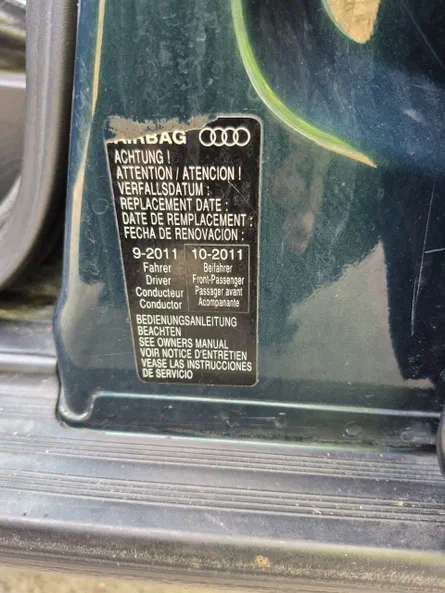 AIRBAG
ACHTUNG !
ATTENTION / ATENCION !
VERFALLSDATUM :
REPLACEMENT DATE :
DATE DE REMPLACEMENT :
FECHA DE RENOVACION :
9-2011 10-2011
Fahrer Beifahrer
Driver Front-Passenger
Conducteur Passager avant
Conductor Acompanante
BEDIENUNGSANLEITUNG
BEACHTEN
SEE OWNERS MANUAL
VOIR NOTICE D'ENTRETIEN
VEASE LAS INSTRUCCIONES
DE SERVICIO